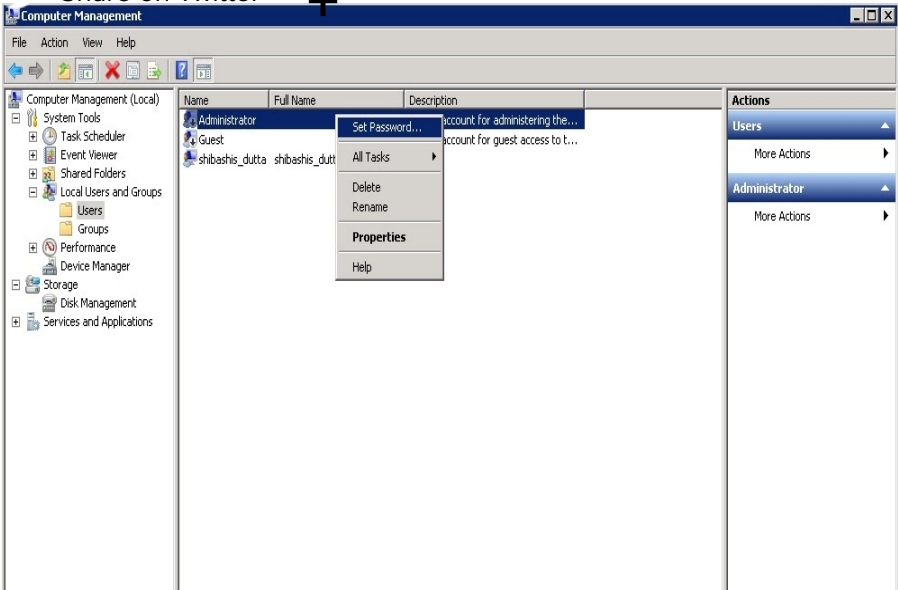 Computer Management
File Action View Help
Computer Management (Local)
System Tools
Task Scheduler
Event Viewer
Shared Folders
Local Users and Groups
Users
Groups
Performance
Device Manager
Storage
Disk Management
Services and Applications
Name Full Name Description
Administrator account for administering the...
Guest account for guest access to t...
shibashis_dutta shibashis_dutt
Set Password...
All Tasks
Delete
Rename
Properties
Help
Actions
Users
More Actions
Administrator
More Actions